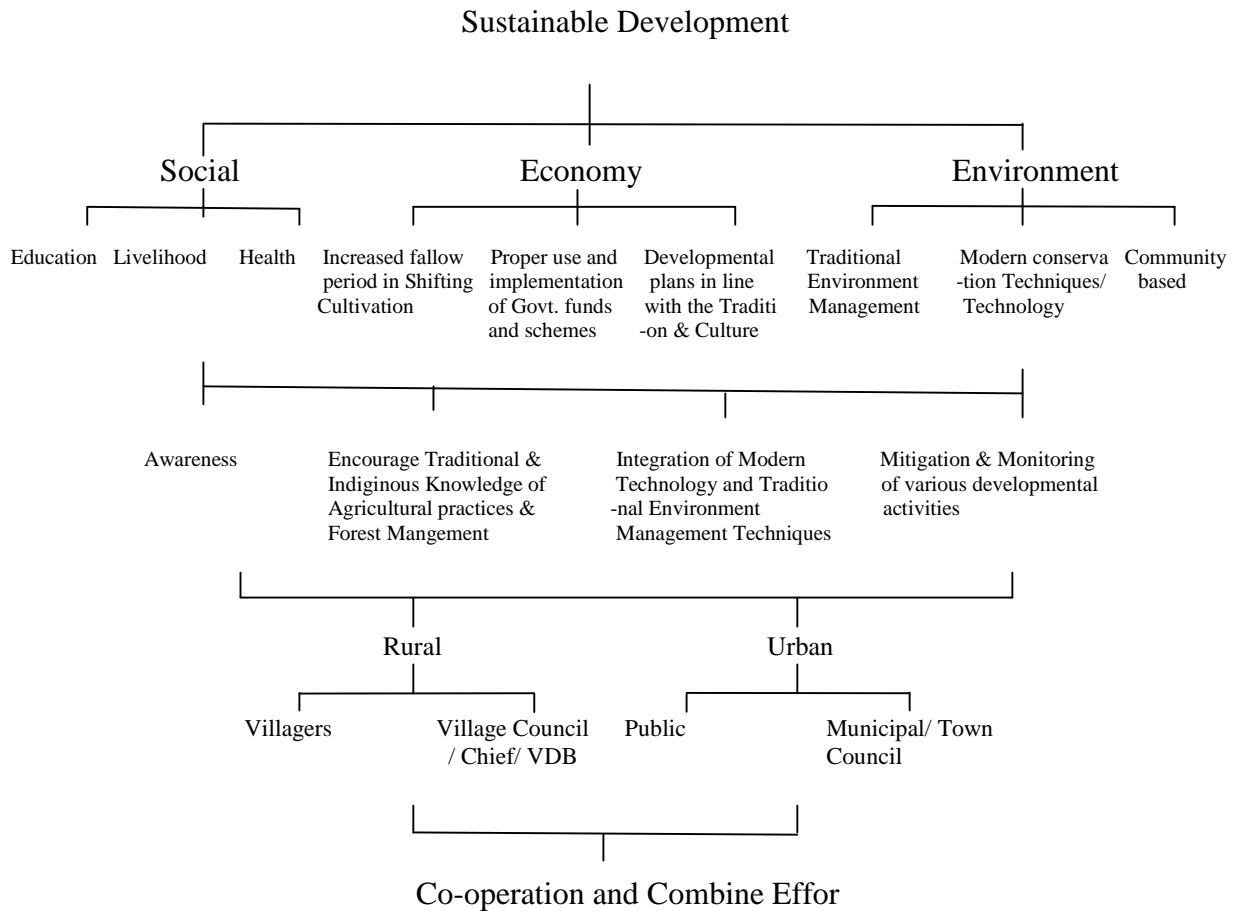 Sustainable Development
Social
Economy
Environment
Education
Livelihood
Health
Increased fallow
period in Shifting
Cultivation
Proper use and
implementation
of Govt. funds
and schemes
Developmental
plans in line
with the Traditi
-on & Culture
Traditional
Environment
Management
Modern conserva
-tion Techniques/
Technology
Community
based
Awareness
Encourage Traditional &
Indiginous Knowledge of
Agricultural practices &
Forest Mangement
Integration of Modern
Technology and Traditio
-nal Environment
Management Techniques
Mitigation & Monitoring
of various developmental
activities
Rural
Urban
Villagers
Village Council
/ Chief/ VDB
Public
Municipal/ Town
Council
Co-operation and Combine Effor